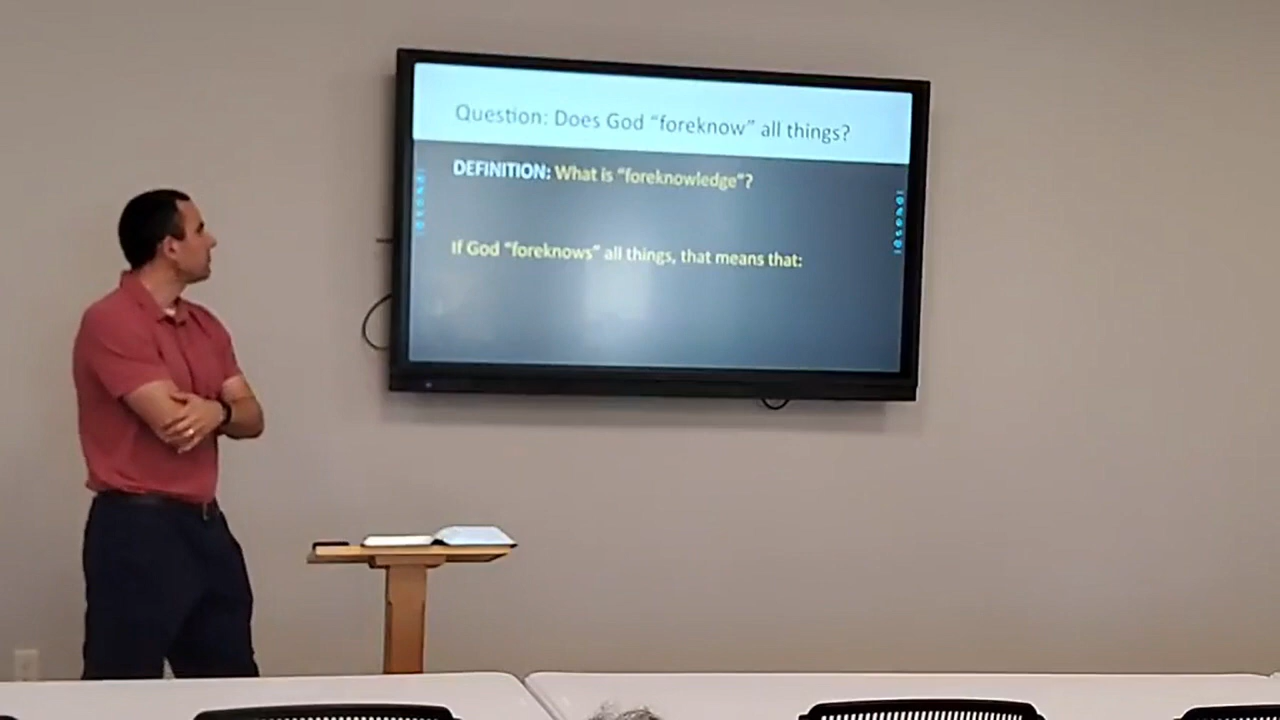 Question: Does God “foreknow” all things?
DEFINITION: What is “foreknowledge”?
If God “foreknows” all things, that means that: